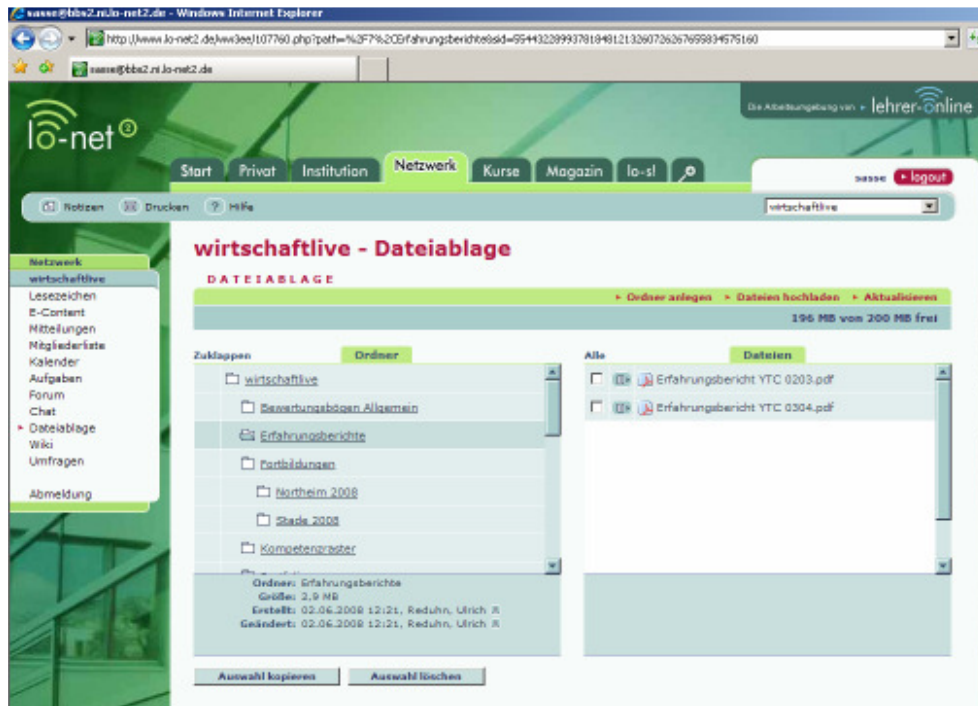 sasse@bbs2.ni.lo-net2.de - Windows Internet Explorer
sasse@bbs2.ni.lo-net2.de
Die Arbeitsumgebung von lehrer-online
lo-net²
Start Privat Institution Netzwerk Kurse Magazin lo-sl
sasse logout
Notizen Drucken Hilfe wirtschaftlive
wirtschaftlive - Dateiablage
DATEIABLAGE
Ordner anlegen Dateien hochladen Aktualisieren
196 MB von 200 MB frei
Netzwerk
wirtschaftlive
Lesezeichen
E-Content
Mitteilungen
Mitgliederliste
Kalender
Aufgaben
Forum
Chat
Dateiablage
Wiki
Umfragen
Abmeldung
Zuklappen Ordner
wirtschaftlive
Bewertungsbögen Allgemein
Erfahrungsberichte
Fortbildungen
Northeim 2008
Stade 2008
Kompetenzraster
Ordner: Erfahrungsberichte
Größe: 2,9 MB
Erstellt: 02.06.2008 12:21, Reduhn, Ulrich
Geändert: 02.06.2008 12:21, Reduhn, Ulrich
Alle Dateien
Erfahrungsbericht YTC 0203.pdf
Erfahrungsbericht YTC 0304.pdf
Auswahl kopieren Auswahl löschen